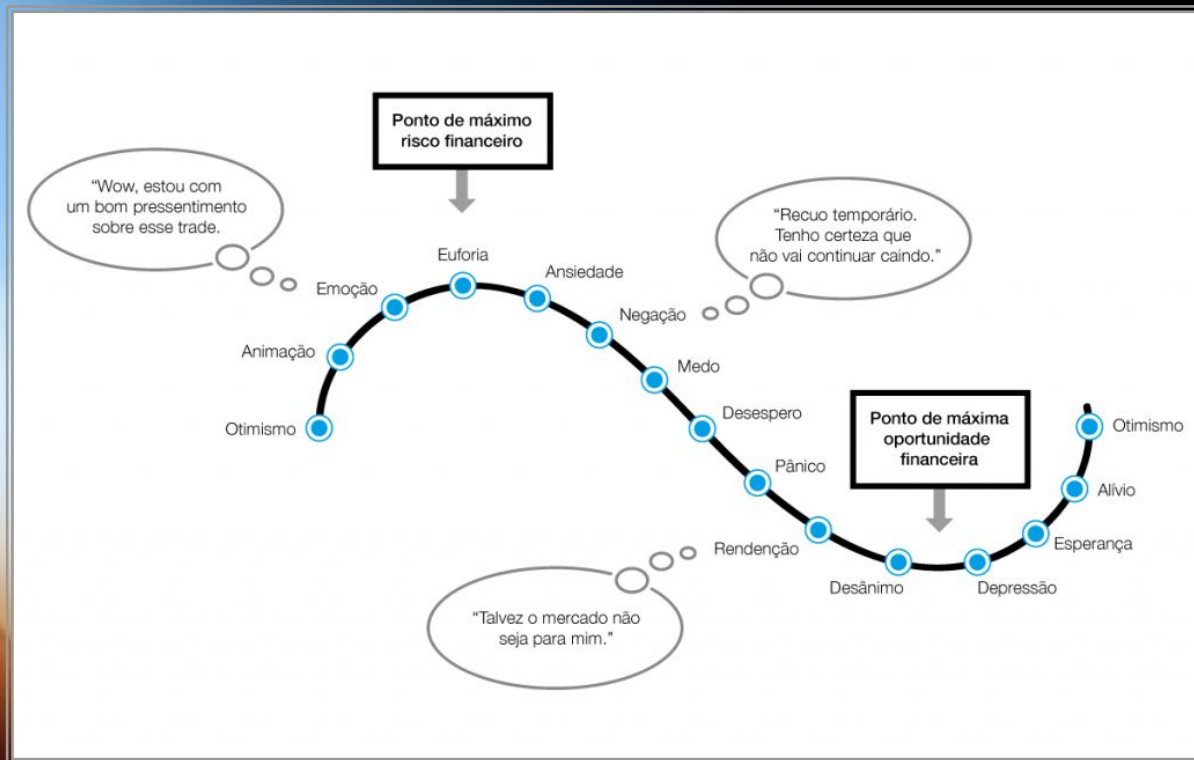 Ponto de máximo
risco financeiro
“Wow, estou com
um bom pressentimento
sobre esse trade.
“Recuo temporário.
Tenho certeza que
não vai continuar caindo.”
Euforia
Ansiedade
Emoção
Negação
Animação
Medo
Otimismo
Desespero
Ponto de máxima
oportunidade
financeira
Otimismo
Pânico
Alívio
Rendenção
Esperança
Desânimo
Depressão
“Talvez o mercado não
seja para mim.”